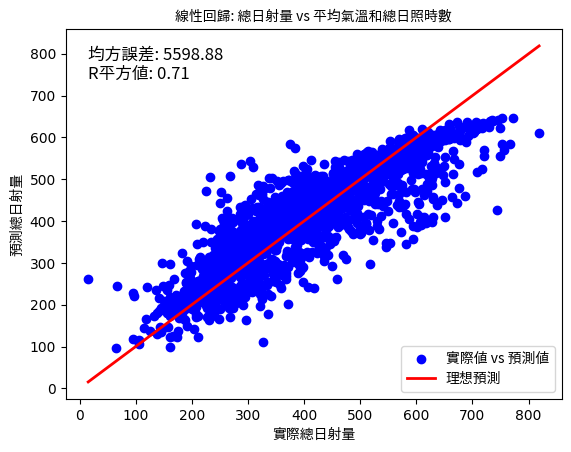 線性回歸: 總日射量 vs 平均氣溫和總日照時數
均方誤差: 5598.88
R平方值: 0.71
預測總日射量
800
700
600
500
400
300
200
100
0
實際值 vs 預測值
理想預測
0 100 200 300 400 500 600 700 800
實際總日射量